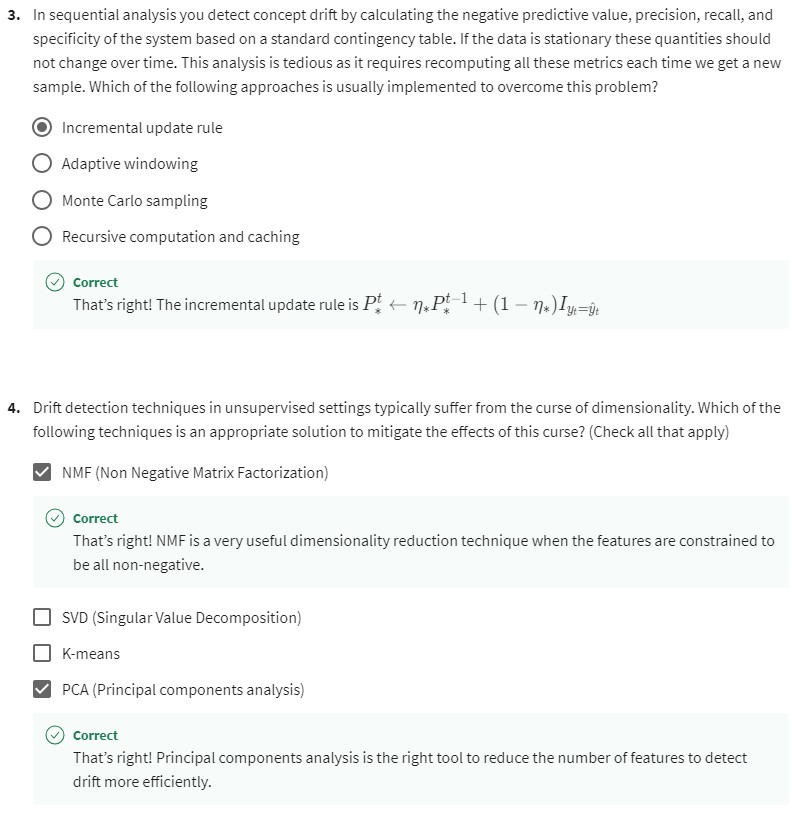 3. In sequential analysis you detect concept drift by calculating the negative predictive value, precision, recall, and
specificity of the system based on a standard contingency table. If the data is stationary these quantities should
not change over time. This analysis is tedious as it requires recomputing all these metrics each time we get a new
sample. Which of the following approaches is usually implemented to overcome this problem?
Incremental update rule
Adaptive windowing
Monte Carlo sampling
Recursive computation and caching
Correct
That's right! The incremental update rule is $P_*^t \leftarrow \eta_* P_*^{t-1} + (1 - \eta_*) I_{y_t = \hat{y}_t}$
4. Drift detection techniques in unsupervised settings typically suffer from the curse of dimensionality. Which of the
following techniques is an appropriate solution to mitigate the effects of this curse? (Check all that apply)
NMF (Non Negative Matrix Factorization)
Correct
That's right! NMF is a very useful dimensionality reduction technique when the features are constrained to
be all non-negative.
SVD (Singular Value Decomposition)
K-means
PCA (Principal components analysis)
Correct
That's right! Principal components analysis is the right tool to reduce the number of features to detect
drift more efficiently.